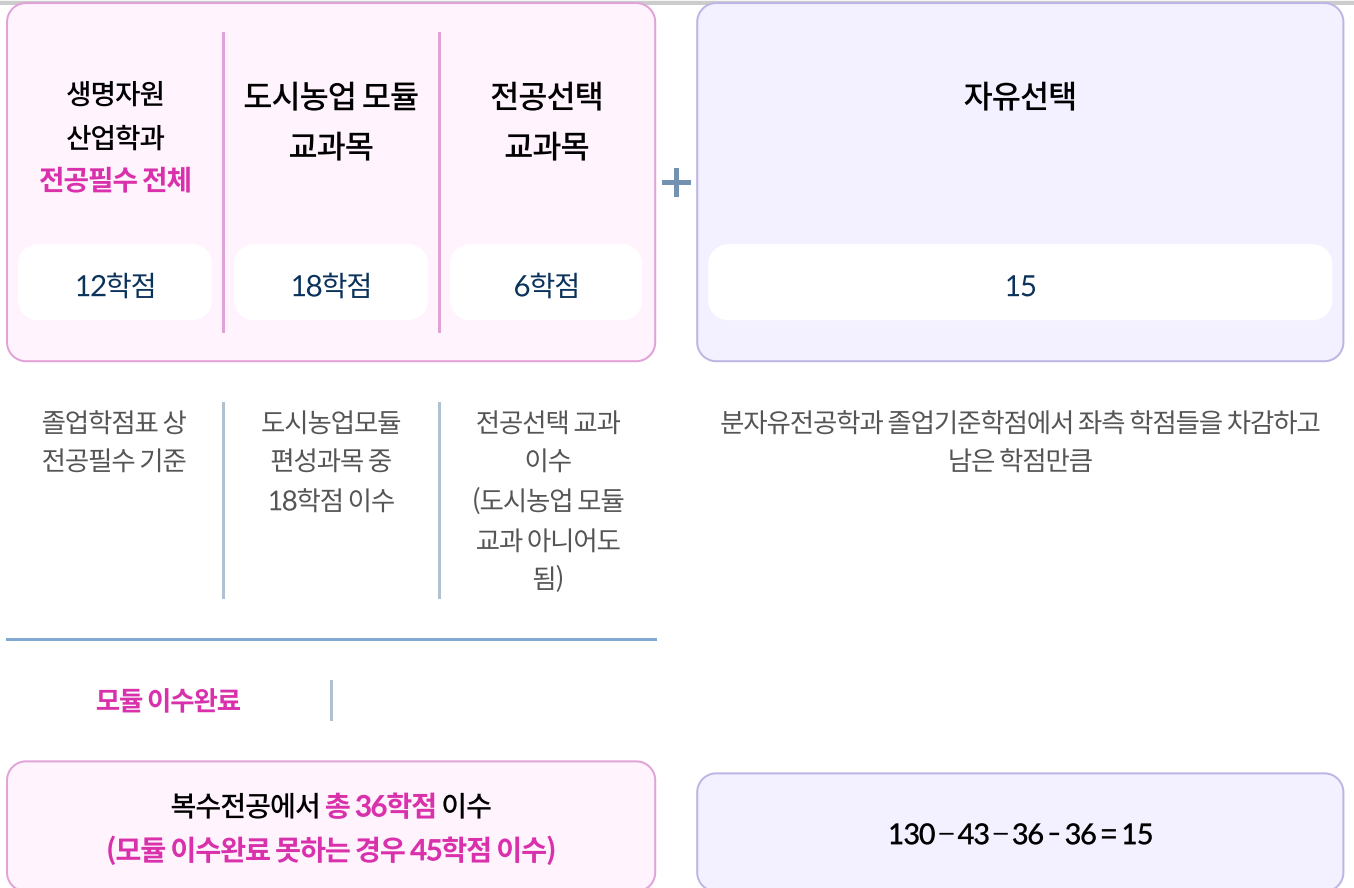 생명자원
산업학과
전공필수 전체
12학점
도시농업 모듈
교과목
18학점
전공선택
교과목
6학점
+
자유선택
15
졸업학점표 상
전공필수 기준
도시농업모듈
편성과목 중
18학점 이수
전공선택 교과
이수
(도시농업 모듈
교과 아니어도
됨)
분자유전공학과 졸업기준학점에서 좌측 학점들을 차감하고
남은 학점만큼
모듈 이수완료
복수전공에서 총 36학점 이수
(모듈 이수완료 못하는 경우 45학점 이수)
130–43–36 - 36 = 15